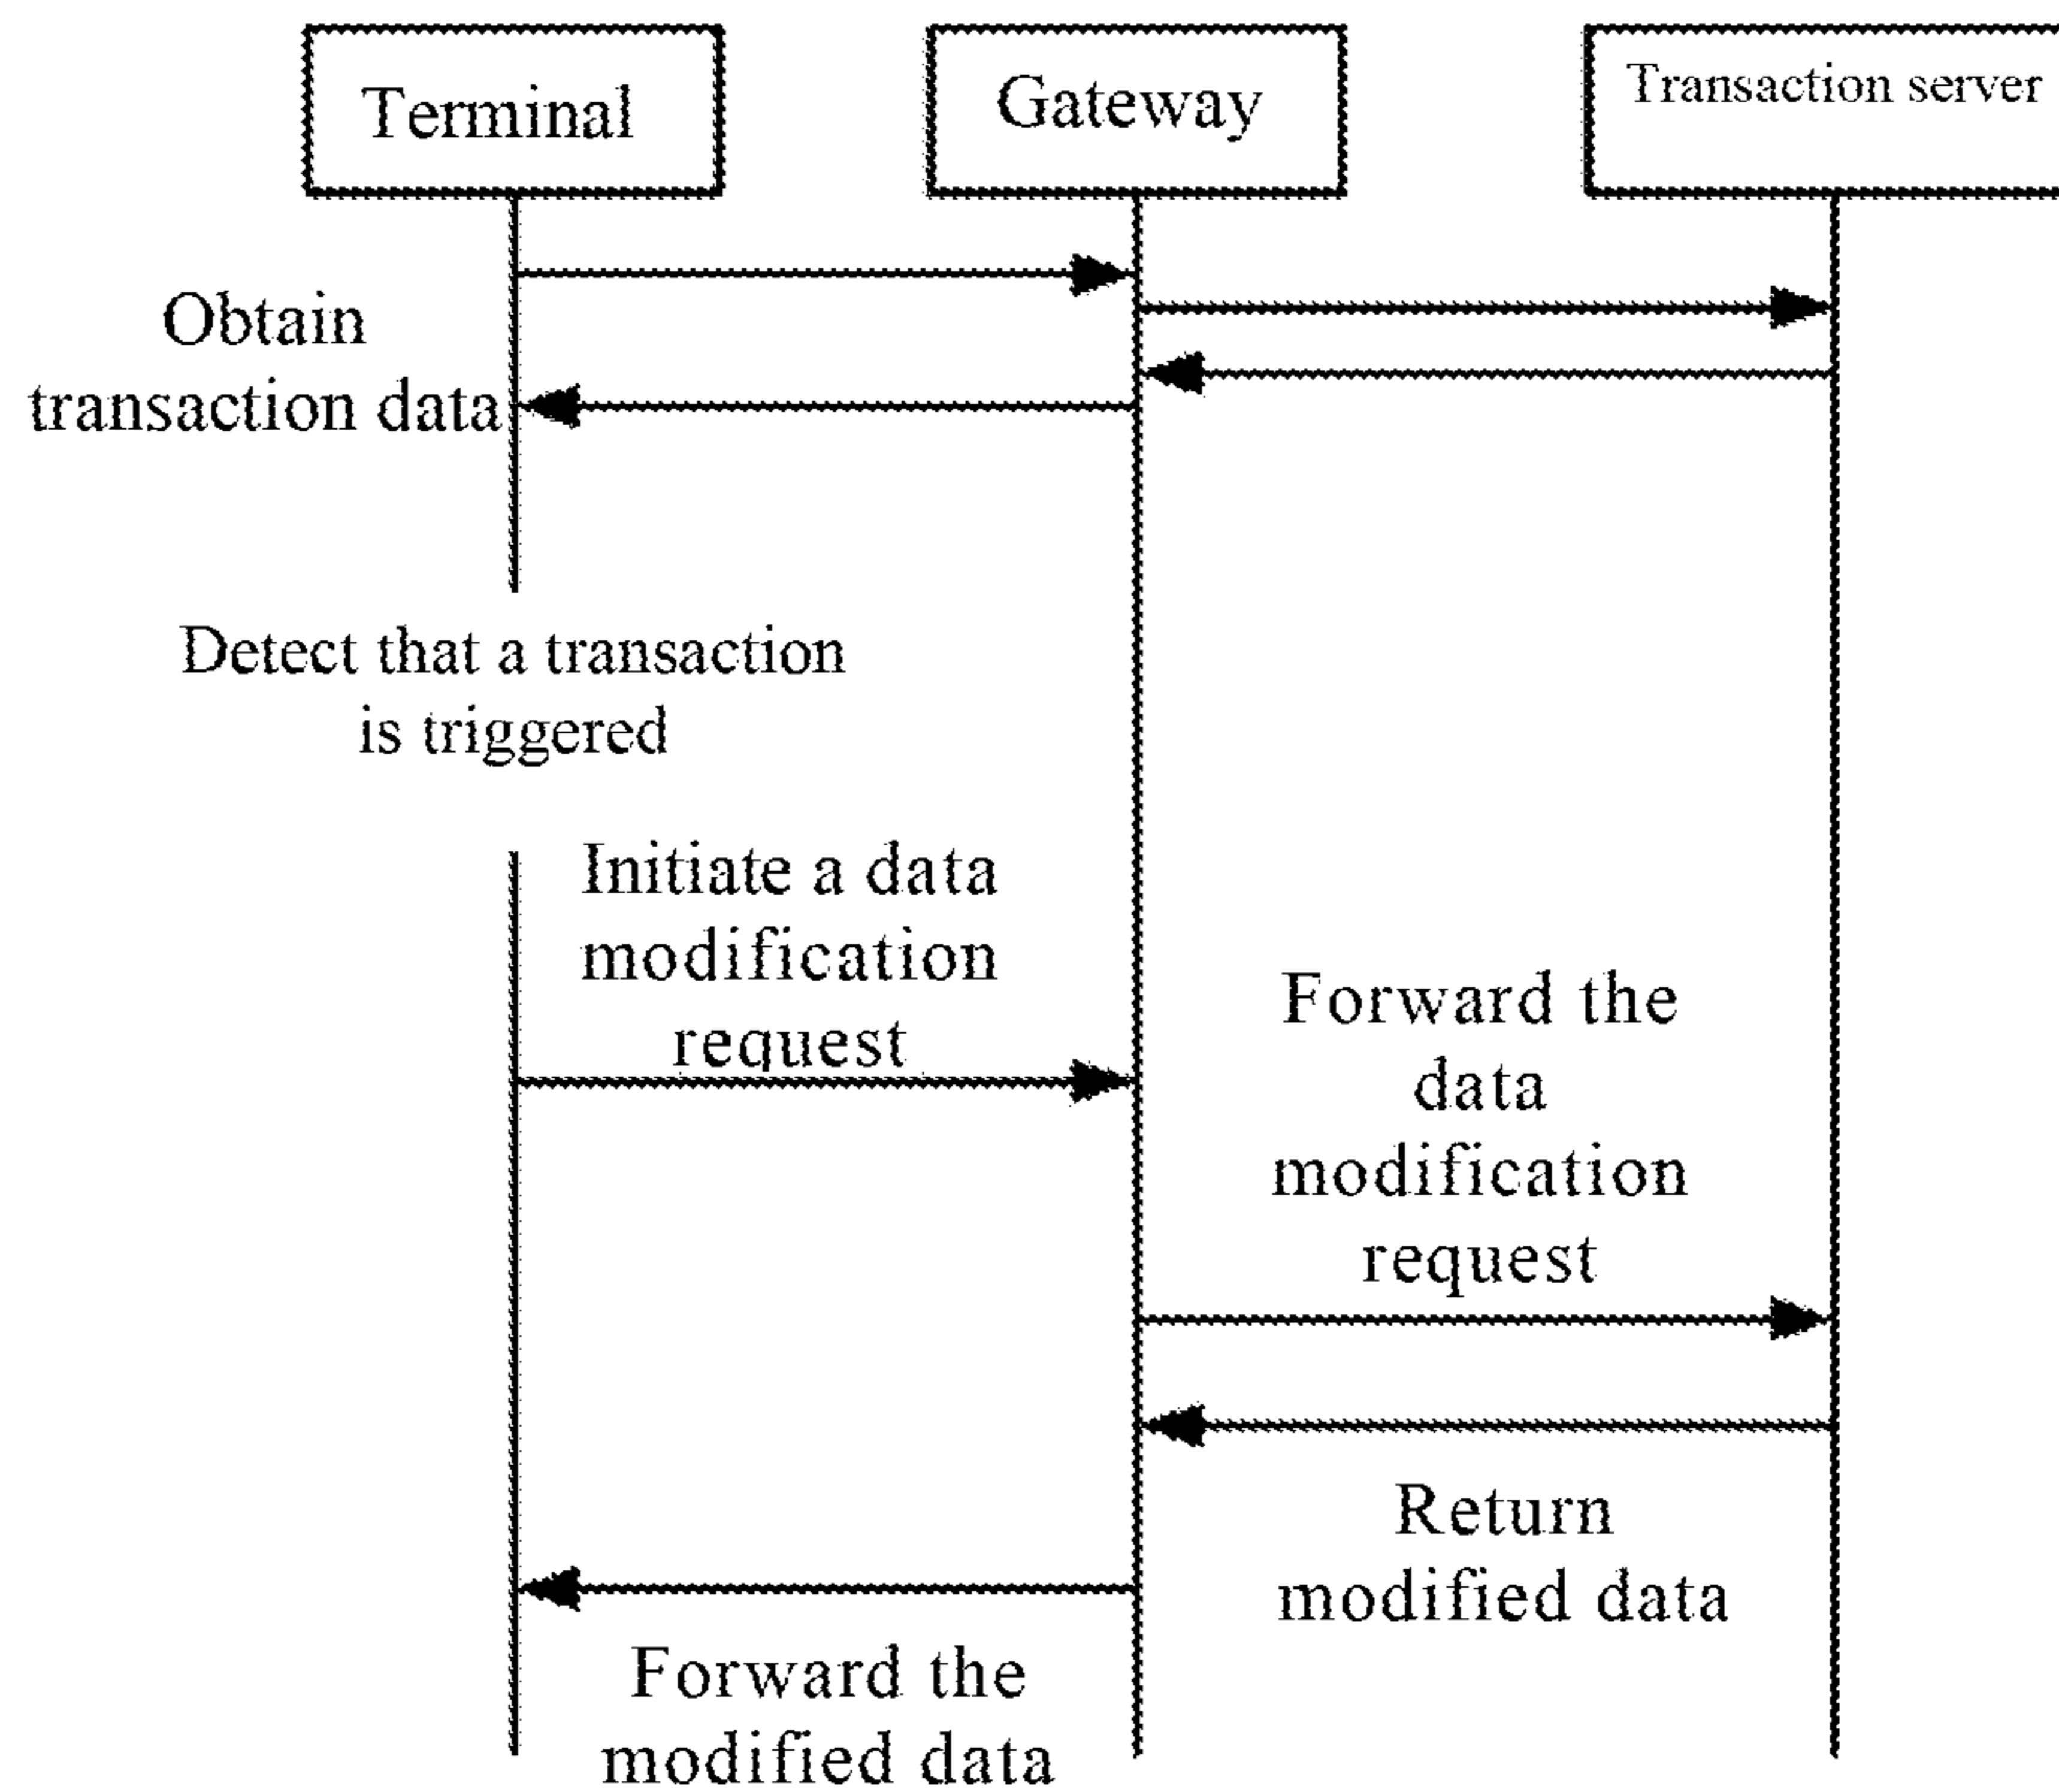 Terminal
Gateway
Transaction server
Obtain
transaction data
Detect that a transaction
is triggered
Initiate a data
modification
request
Forward the
data
modification
request
Return
modified data
Forward the
modified data